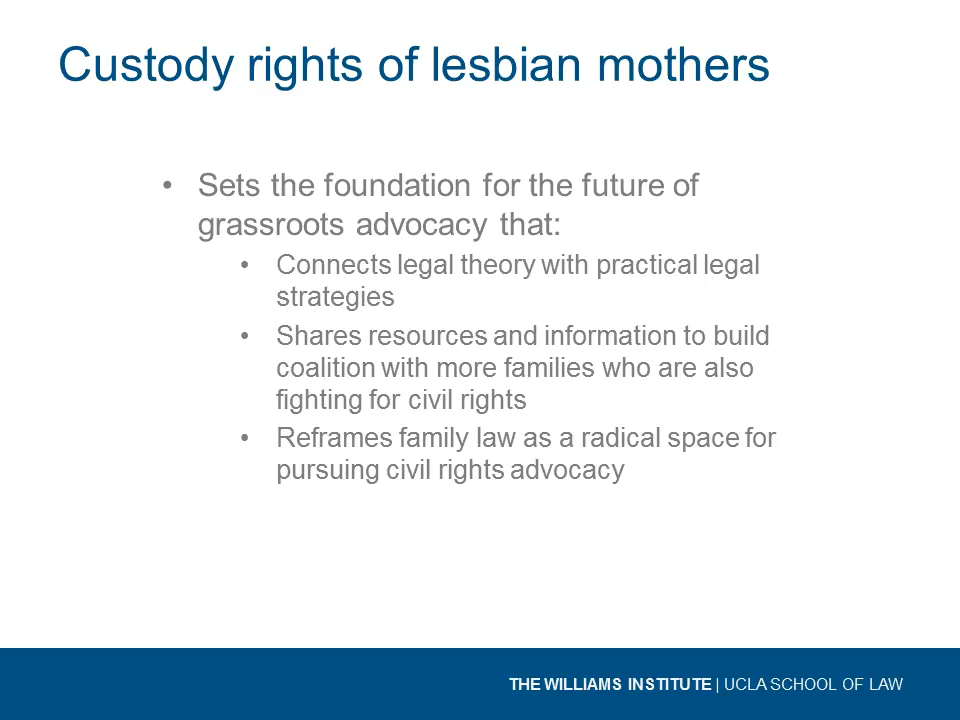 Custody rights of lesbian mothers
• Sets the foundation for the future of
grassroots advocacy that:
• Connects legal theory with practical legal
strategies
• Shares resources and information to build
coalition with more families who are also
fighting for civil rights
• Reframes family law as a radical space for
pursuing civil rights advocacy
THE WILLIAMS INSTITUTE | UCLA SCHOOL OF LAW